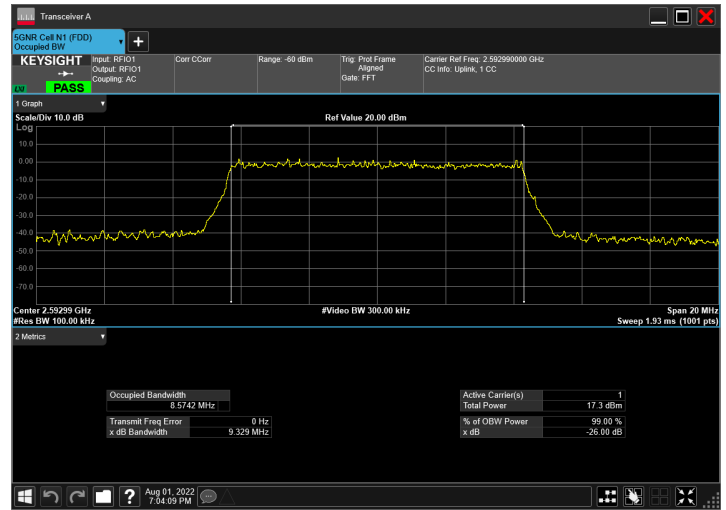 Transceiver A
5GNR Cell N1 (FDD)
Occupied BW
KEYSIGHT
LXI
PASS
Input: RFIO1
Output: RFIO1
Coupling: AC
Corr CCorr
Range: -60 dBm
Trig: Prot Frame
Aligned
Gate: FFT
Carrier Ref Freq: 2.592990000 GHz
CC Info: Uplink, 1 CC
1 Graph
Scale/Div 10.0 dB
Ref Value 20.00 dBm
Log
10.0
0.00
-10.0
-20.0
-30.0
-40.0
-50.0
-60.0
-70.0
Center 2.59299 GHz
#Video BW 300.00 kHz
Span 20 MHz
#Res BW 100.00 kHz
Sweep 1.93 ms (1001 pts)
2 Metrics
Occupied Bandwidth
8.5742 MHz
Transmit Freq Error 0 Hz
x dB Bandwidth 9.329 MHz
Active Carrier(s) 1
Total Power 17.3 dBm
% of OBW Power 99.00 %
x dB -26.00 dB
?
Aug 01, 2022
7:04:09 PM